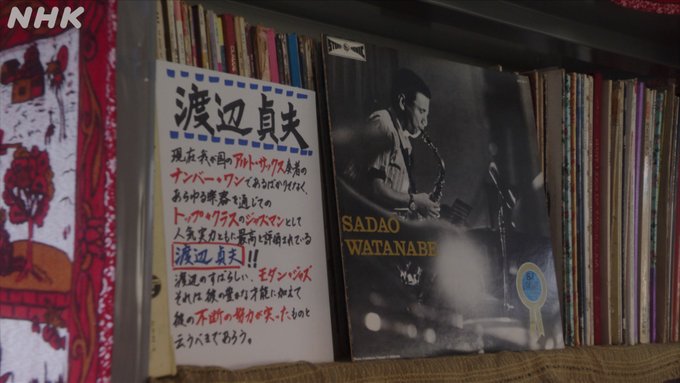 NHK
渡辺貞夫
現在我が国のアルト・サックス奏者の
ナンバー・ワンであるばかりでなく、
あらゆる楽器を通じての
トップ・クラスのジャズマンとして
人気実力ともに最高と評価されている
渡辺貞夫!!
渡辺のすばらしい、モダン・ジャズ
それは彼の豊かな才能に加えて
彼の不断の努力が実ったものと
云うべきであろう。
SADAO
WATANABE